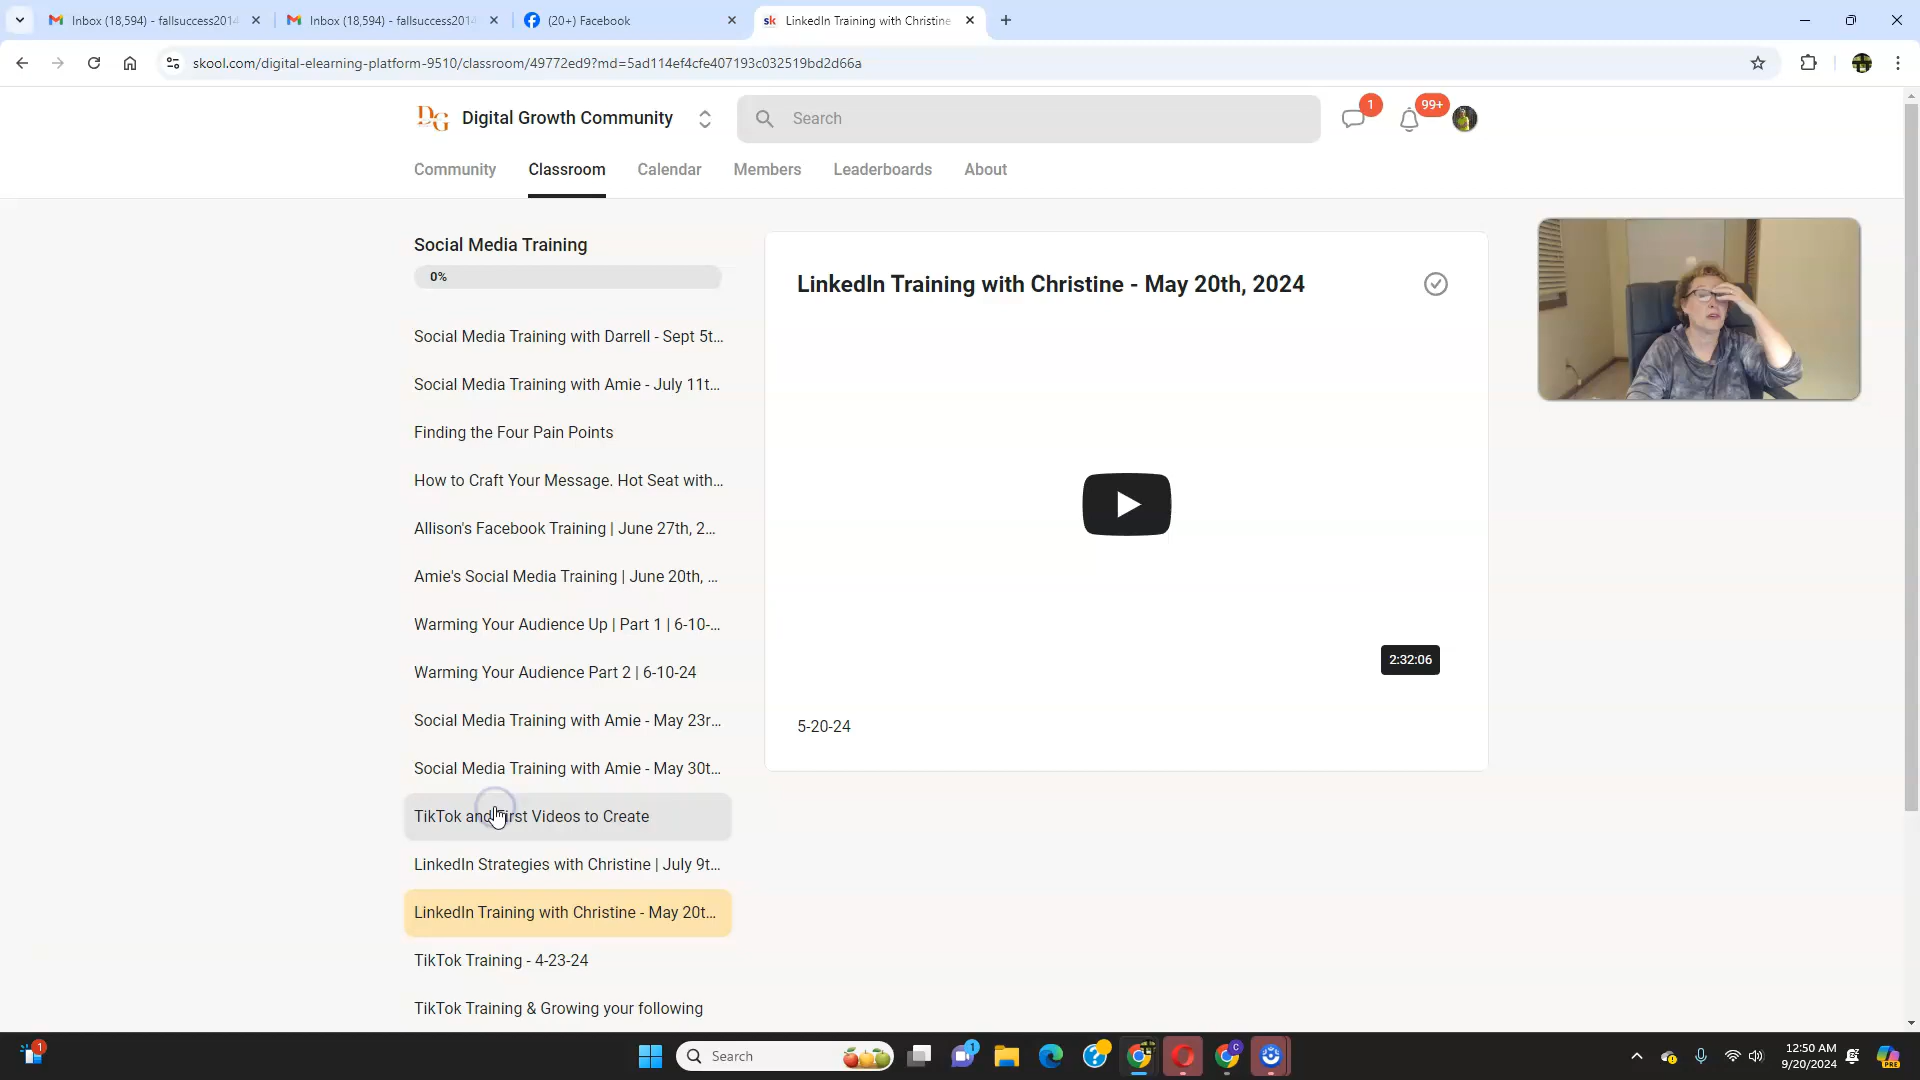 Inbox (18,594) - fallsuccess2014
Inbox (18,594) - fallsuccess2014
(20+) Facebook
sk LinkedIn Training with Christine
skool.com/digital-elearning-platform-9510/classroom/49772ed9?md=5ad114ef4cfe407193c032519bd2d66a
DG Digital Growth Community
Search
1
99+
Community Classroom Calendar Members Leaderboards About
Social Media Training
0%
Social Media Training with Darrell - Sept 5t...
Social Media Training with Amie - July 11t...
Finding the Four Pain Points
How to Craft Your Message. Hot Seat with...
Allison's Facebook Training | June 27th, 2...
Amie's Social Media Training | June 20th, ...
Warming Your Audience Up | Part 1 | 6-10-...
Warming Your Audience Part 2 | 6-10-24
Social Media Training with Amie - May 23r...
Social Media Training with Amie - May 30t...
TikTok and First Videos to Create
LinkedIn Strategies with Christine | July 9t...
LinkedIn Training with Christine - May 20t...
TikTok Training - 4-23-24
TikTok Training & Growing your following
LinkedIn Training with Christine - May 20th, 2024
2:32:06
5-20-24
1
Search
1
C
12:50 AM
9/20/2024
PRE